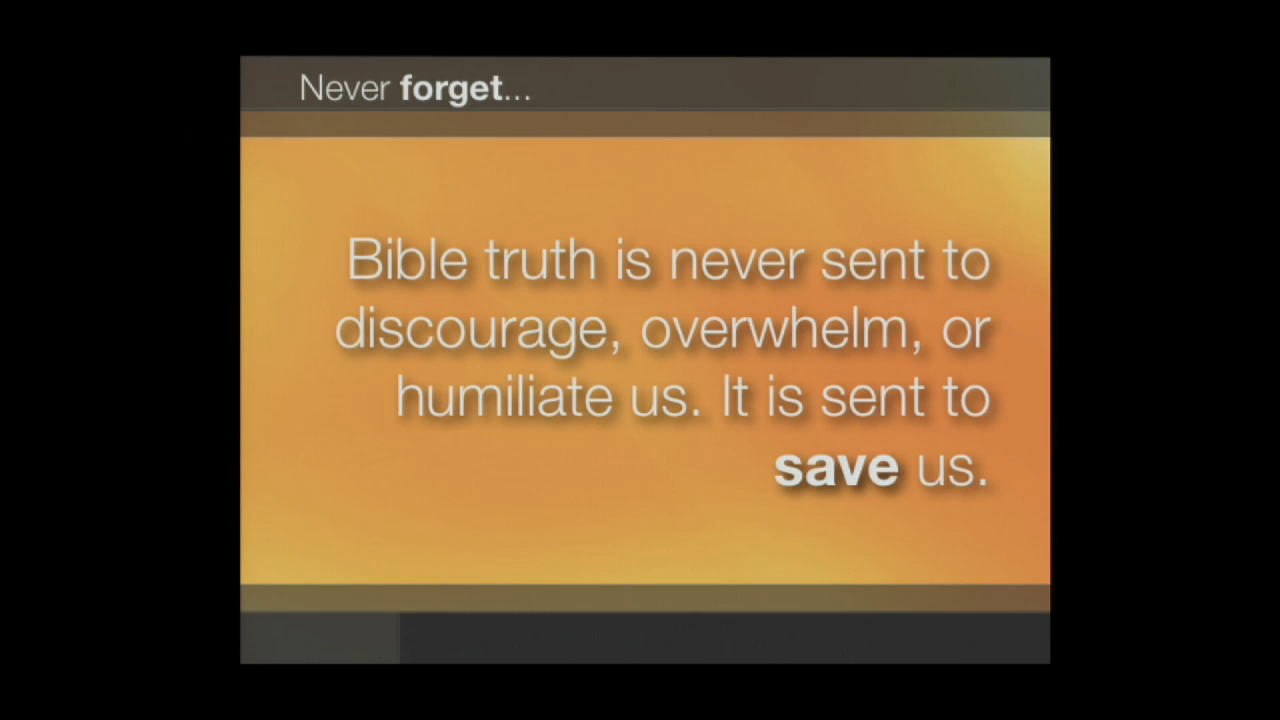 Never forget...
Bible truth is never sent to
discourage, overwhelm, or
humiliate us. It is sent to
save us.